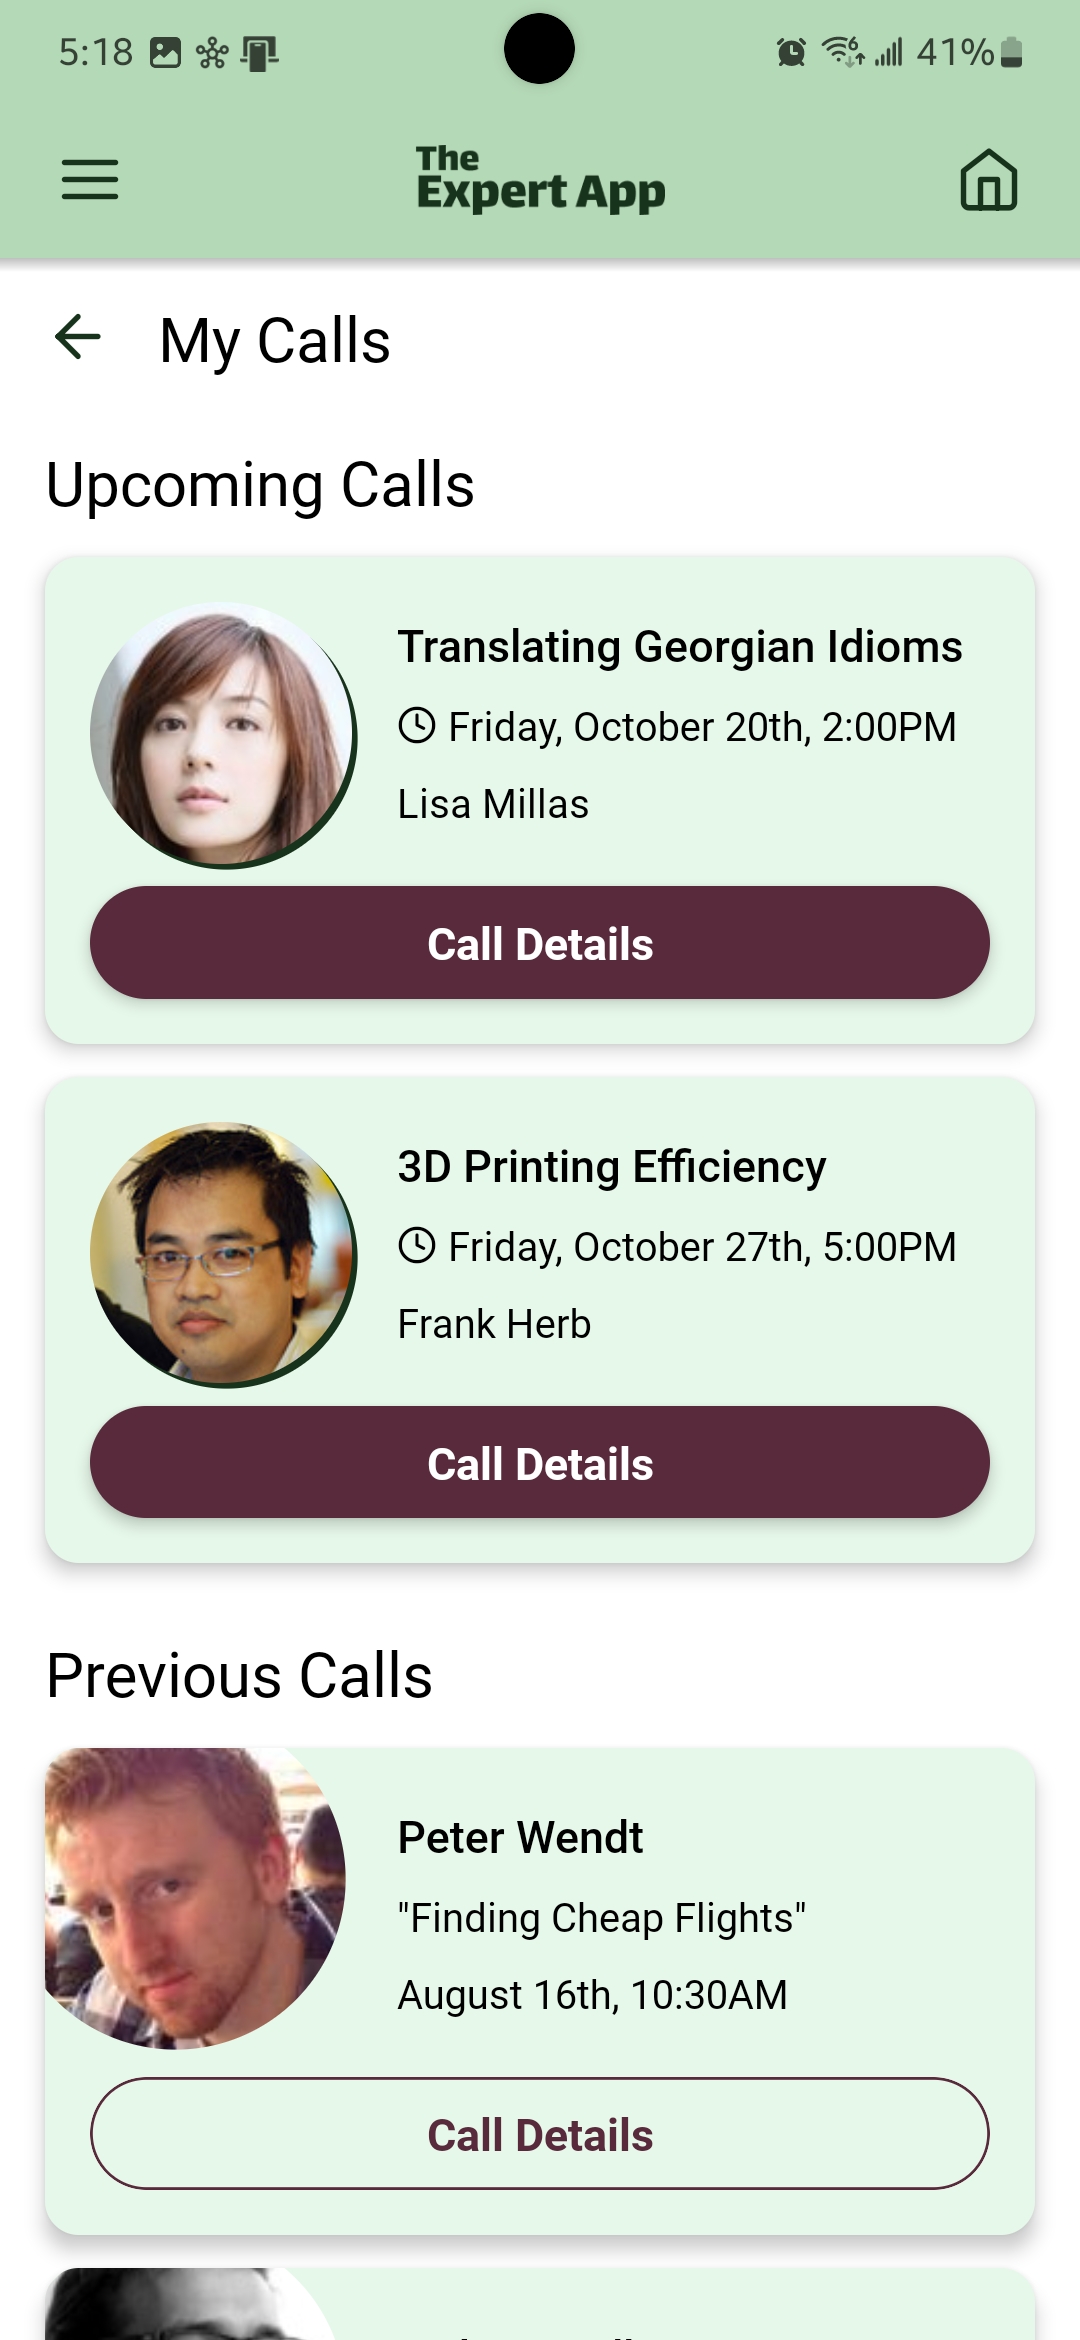 5:18
41%
The
Expert App
My Calls
Upcoming Calls
Translating Georgian Idioms
Friday, October 20th, 2:00PM
Lisa Millas
Call Details
3D Printing Efficiency
Friday, October 27th, 5:00PM
Frank Herb
Call Details
Previous Calls
Peter Wendt
"Finding Cheap Flights"
August 16th, 10:30AM
Call Details